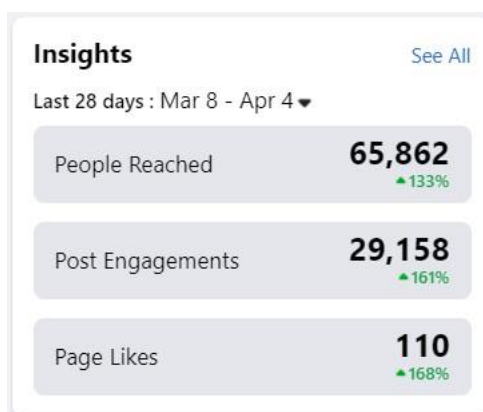 Insights See All
Last 28 days : Mar 8 - Apr 4
People Reached 65,862
133%
Post Engagements 29,158
161%
Page Likes 110
168%